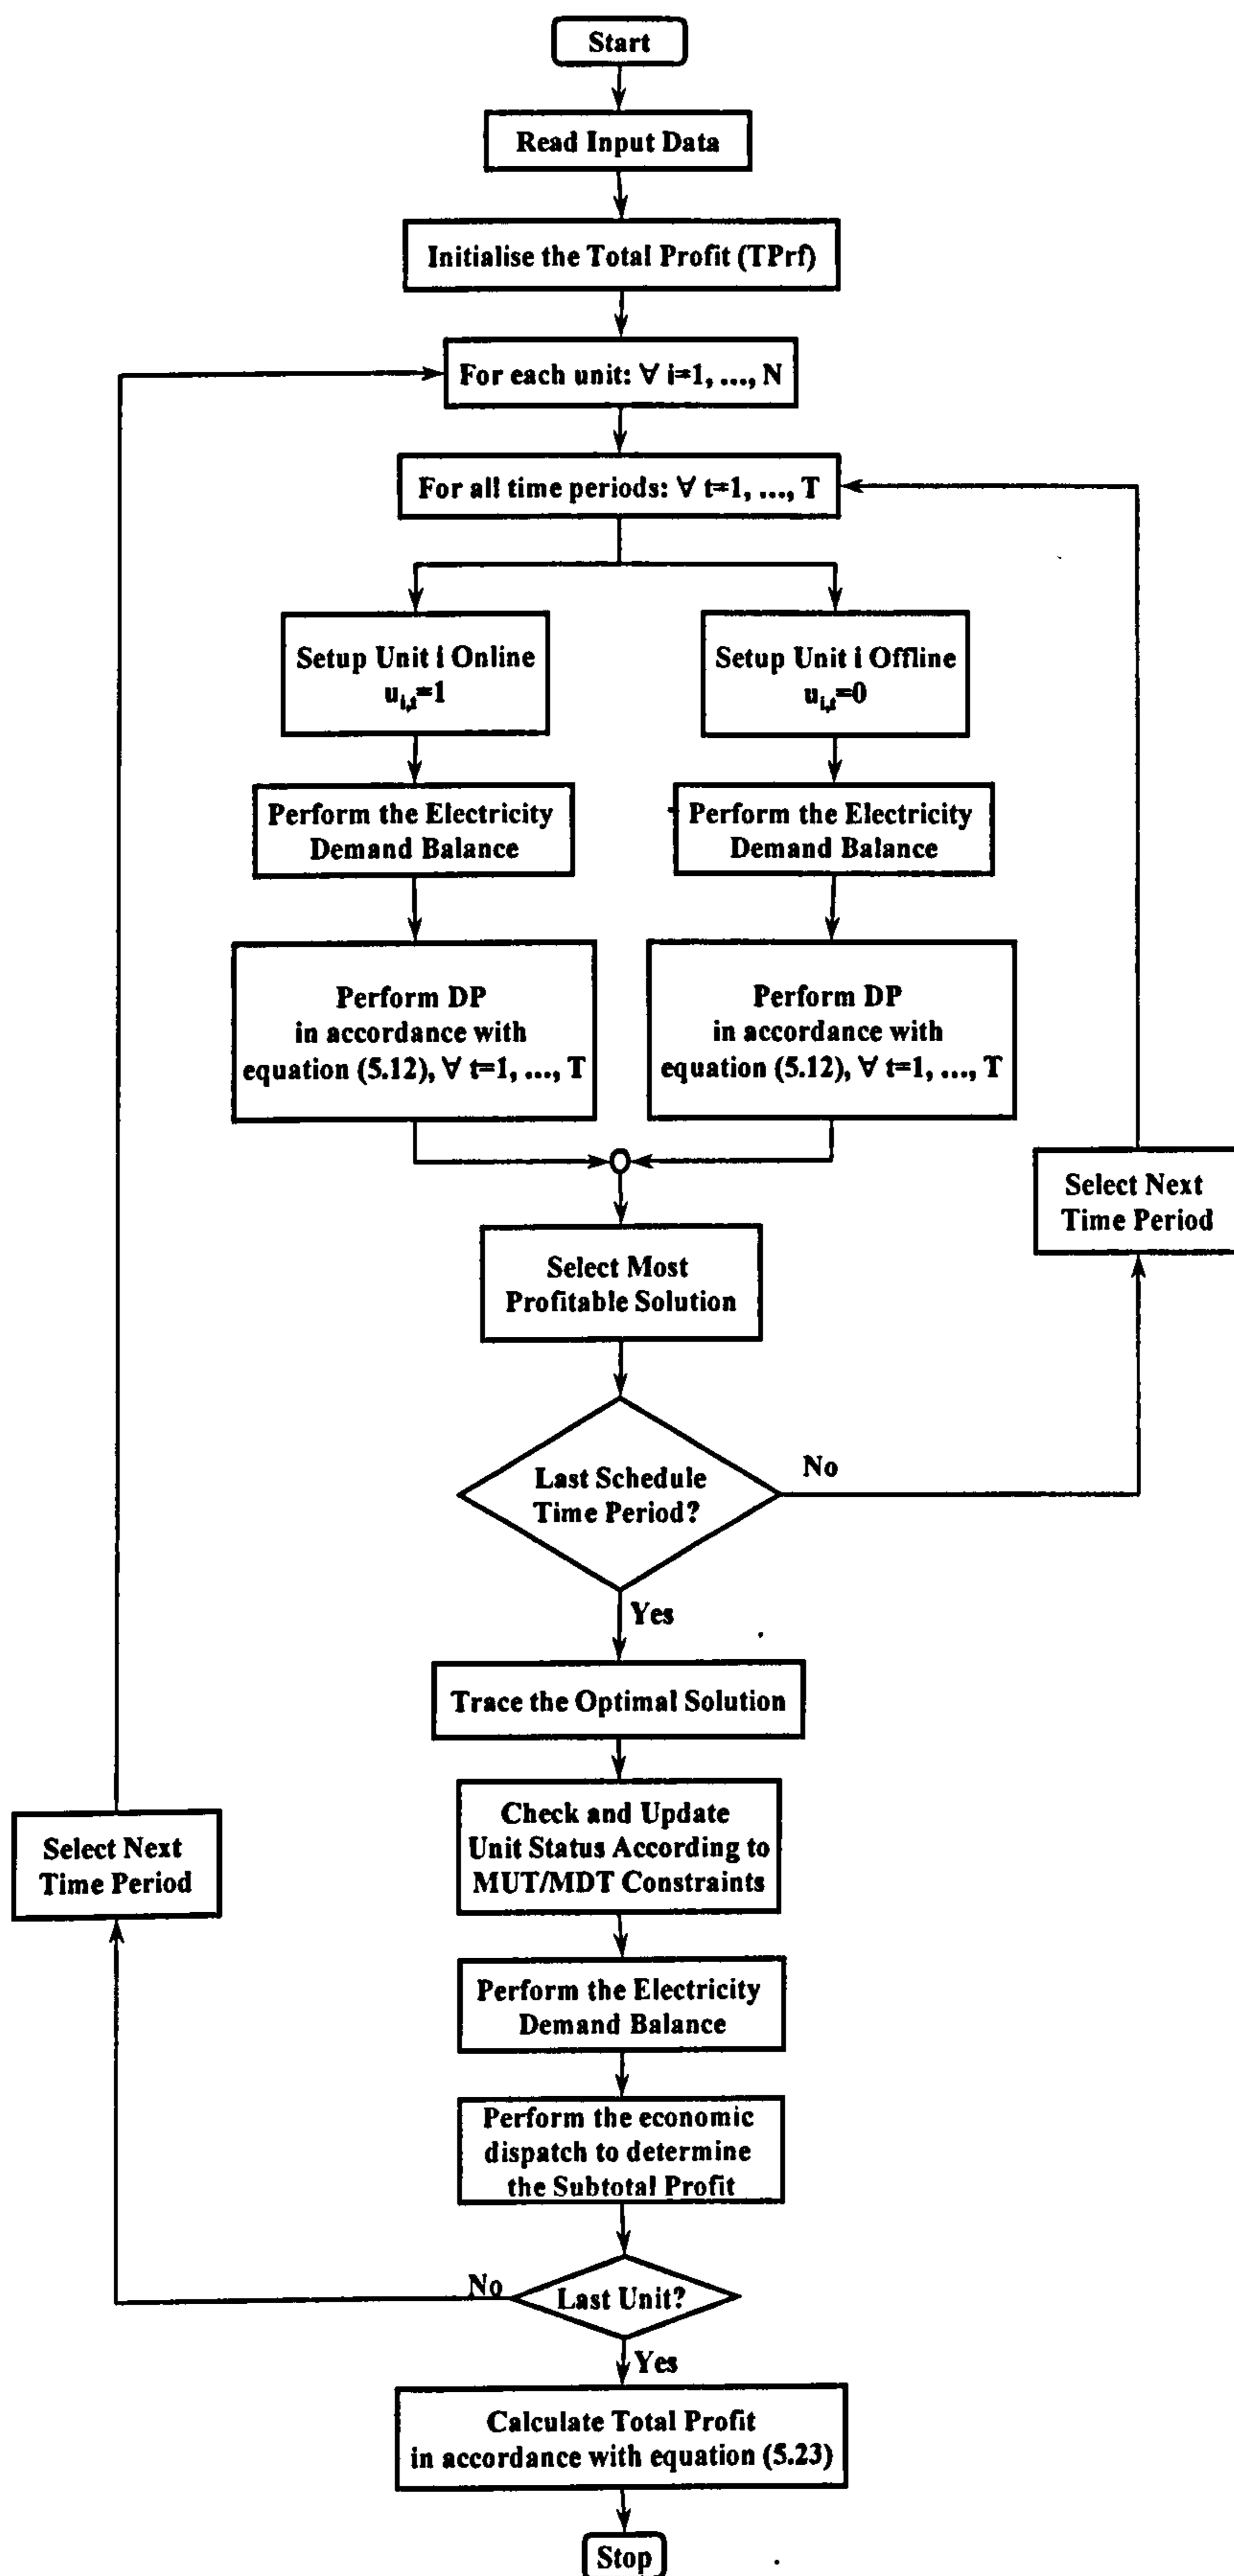 Start
Read Input Data
Initialise the Total Profit (TPrf)
For each unit: ∀ i=1, ..., N
For all time periods: ∀ t=1, ..., T
Setup Unit i Online
u_{i,t}=1
Setup Unit i Offline
u_{i,t}=0
Perform the Electricity
Demand Balance
Perform the Electricity
Demand Balance
Perform DP
in accordance with
equation (5.12), ∀ t=1, ..., T
Perform DP
in accordance with
equation (5.12), ∀ t=1, ..., T
Select Next
Time Period
Select Most
Profitable Solution
Last Schedule
Time Period?
No
Yes
Trace the Optimal Solution
Check and Update
Unit Status According to
MUT/MDT Constraints
Select Next
Time Period
Perform the Electricity
Demand Balance
Perform the economic
dispatch to determine
the Subtotal Profit
No
Last Unit?
Yes
Calculate Total Profit
in accordance with equation (5.23)
Stop